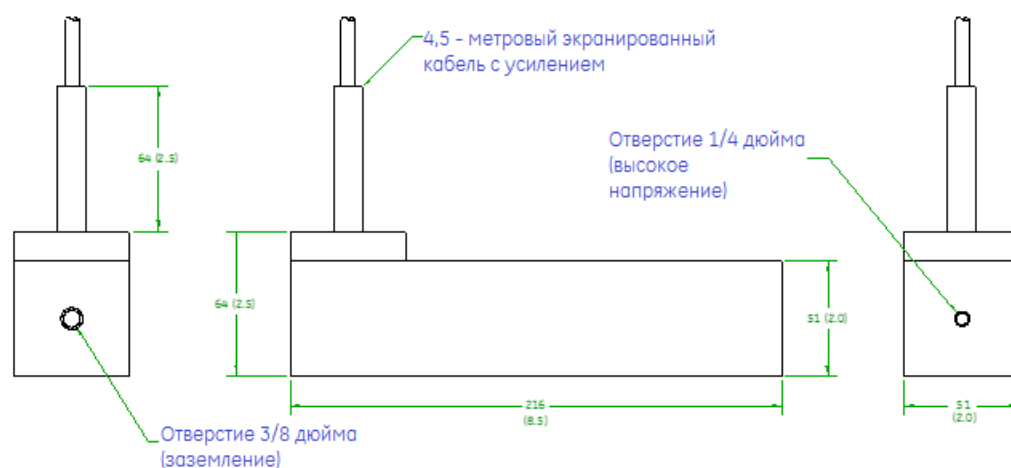 4,5 - метровый экранированный
кабель с усилением
64 (2.5)
Отверстие 1/4 дюйма
(высокое
напряжение)
64 (2.5)
51 (2.0)
216
(8.5)
51
(2.0)
Отверстие 3/8 дюйма
(заземление)